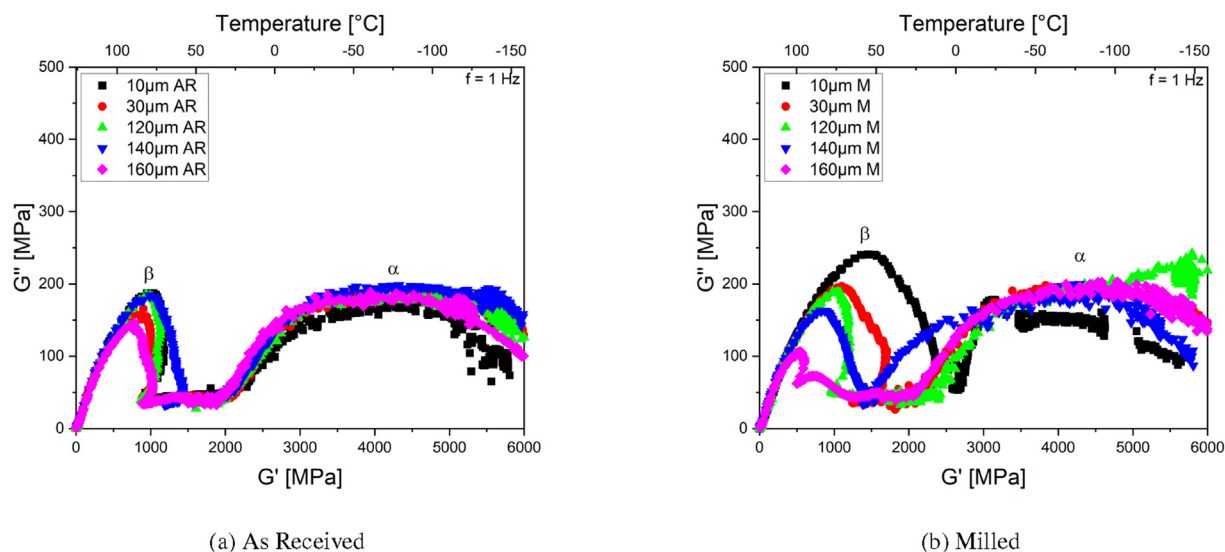 Temperature [°C]
100 50 0 -50 -100 -150
500
400
300
200
100
0
G'' [MPa]
10μm AR
30μm AR
120μm AR
140μm AR
160μm AR
f = 1 Hz
β
α
0 1000 2000 3000 4000 5000 6000
G' [MPa]
(a) As Received
Temperature [°C]
100 50 0 -50 -100 -150
500
400
300
200
100
0
G'' [MPa]
10μm M
30μm M
120μm M
140μm M
160μm M
f = 1 Hz
β
α
0 1000 2000 3000 4000 5000 6000
G' [MPa]
(b) Milled